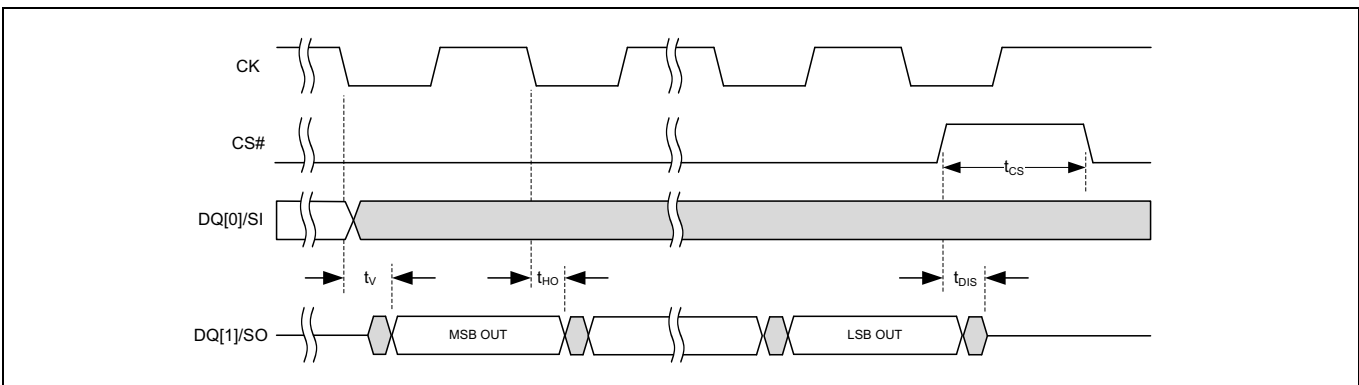 CK
CS#
tCS
DQ[0]/SI
tV
tHO
tDIS
DQ[1]/SO
MSB OUT
LSB OUT